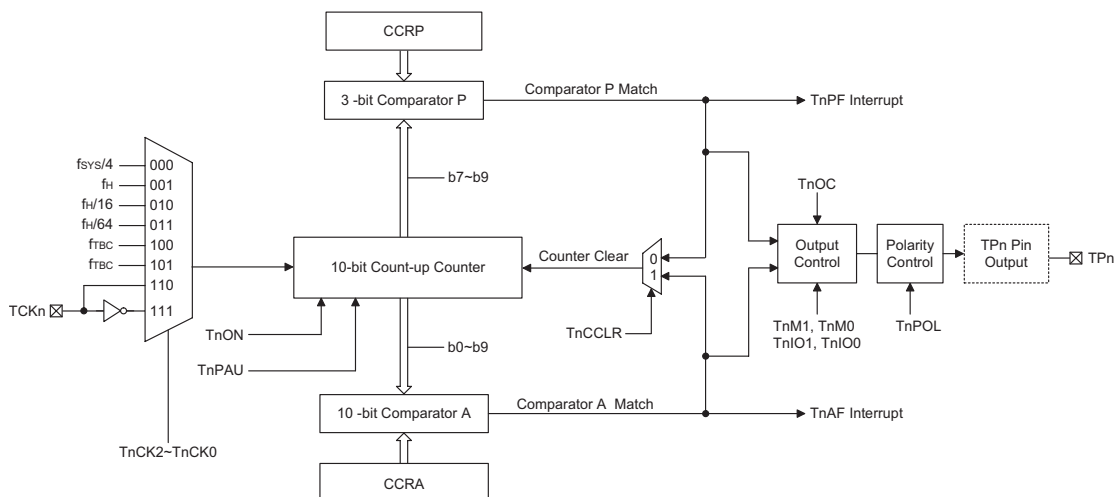 CCRP
3 -bit Comparator P
Comparator P Match
TnPF Interrupt
b7~b9
fSYS/4
000
fH
001
fH/16
010
fH/64
011
fTBC
100
fTBC
101
110
TCKn
111
TnCK2~TnCK0
10-bit Count-up Counter
TnON
TnPAU
Counter Clear
0
1
TnCCLR
TnOC
Output
Control
TnM1, TnM0
TnIO1, TnIO0
Polarity
Control
TnPOL
TPn Pin
Output
TPn
b0~b9
10 -bit Comparator A
Comparator A Match
TnAF Interrupt
CCRA